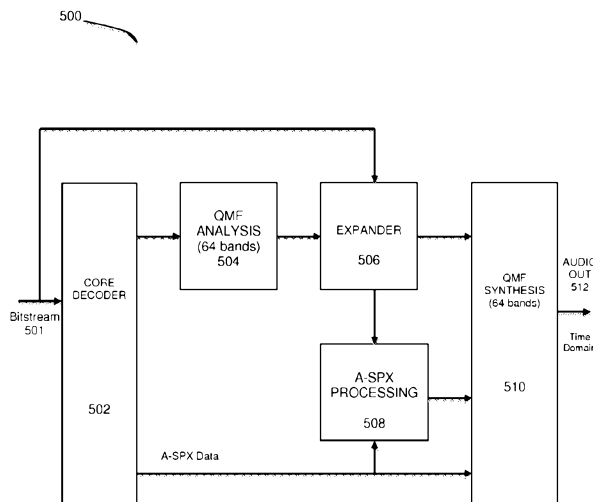 500
Bitstream
501
CORE
DECODER
502
QMF
ANALYSIS
(64 bands)
504
EXPANDER
506
A-SPX
PROCESSING
508
A-SPX Data
QMF
SYNTHESIS
(64 bands)
510
AUDIO
OUT
512
Time
Domain